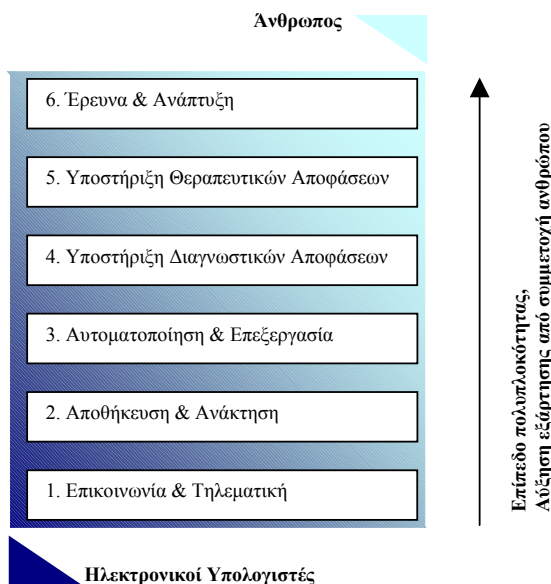 Άνθρωπος
6. Έρευνα & Ανάπτυξη
5. Υποστήριξη Θεραπευτικών Αποφάσεων
4. Υποστήριξη Διαγνωστικών Αποφάσεων
3. Αυτοματοποίηση & Επεξεργασία
2. Αποθήκευση & Ανάκτηση
1. Επικοινωνία & Τηλεματική
Ηλεκτρονικοί Υπολογιστές
Επίπεδο πολυπλοκότητας,
Αύξηση εξάρτησης από συμμετοχή ανθρώπου